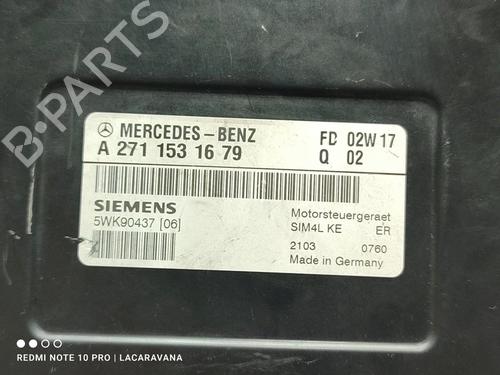 MERCEDES-BENZ FD 02W17
A 271 153 16 79 Q 02
SIEMENS
5WK90437 [06]
Motorsteuergeraet
SIM4L KE ER
2103 0760
Made in Germany
B-PARTS
REDMI NOTE 10 PRO | LACARAVANA